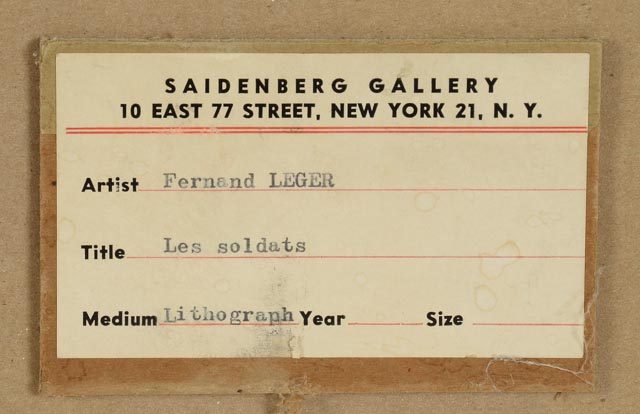 SAIDENBERG GALLERY
10 EAST 77 STREET, NEW YORK 21, N. Y.
Artist Fernand LEGER
Title Les soldats
Medium Lithograph Year Size